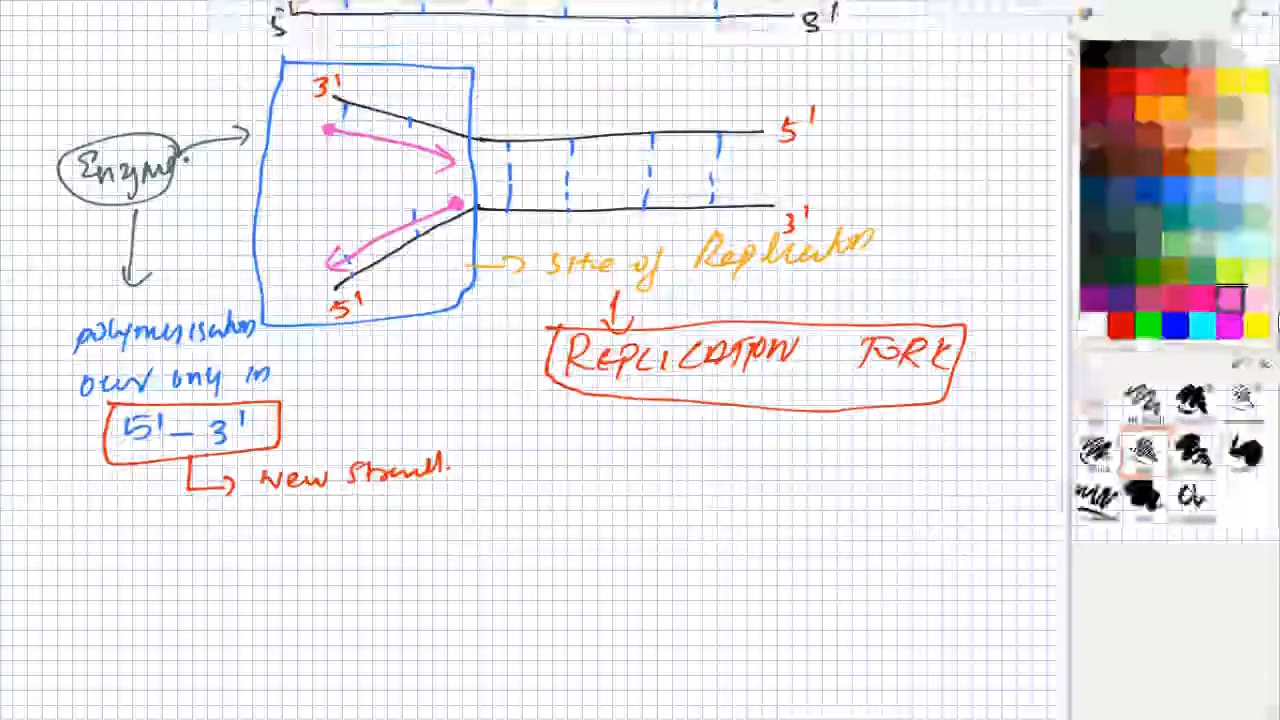 5' 3'
3'
5'
Enzyme.
3'
site of Replication
5'
polymerisation
REPLICATION FORK
occur only in
5' - 3'
New strand.